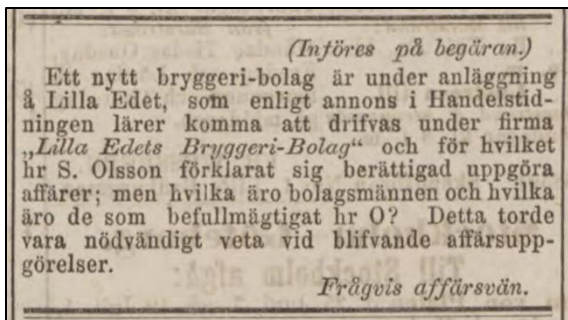 (Införes på begäran.)
Ett nytt bryggeri-bolag är under anläggning
å Lilla Edet, som enligt annons i Handelstid-
ningen lärer komma att drifvas under firma
„Lilla Edets Bryggeri-Bolag“ och för hvilket
hr S. Olsson förklarat sig berättigad uppgöra
affärer; men hvilka äro bolagsmännen och hvilka
äro de som befullmägtigat hr O? Detta torde
vara nödvändigt veta vid blifvande affärsupp-
görelser.
Frågvis affärsvän.